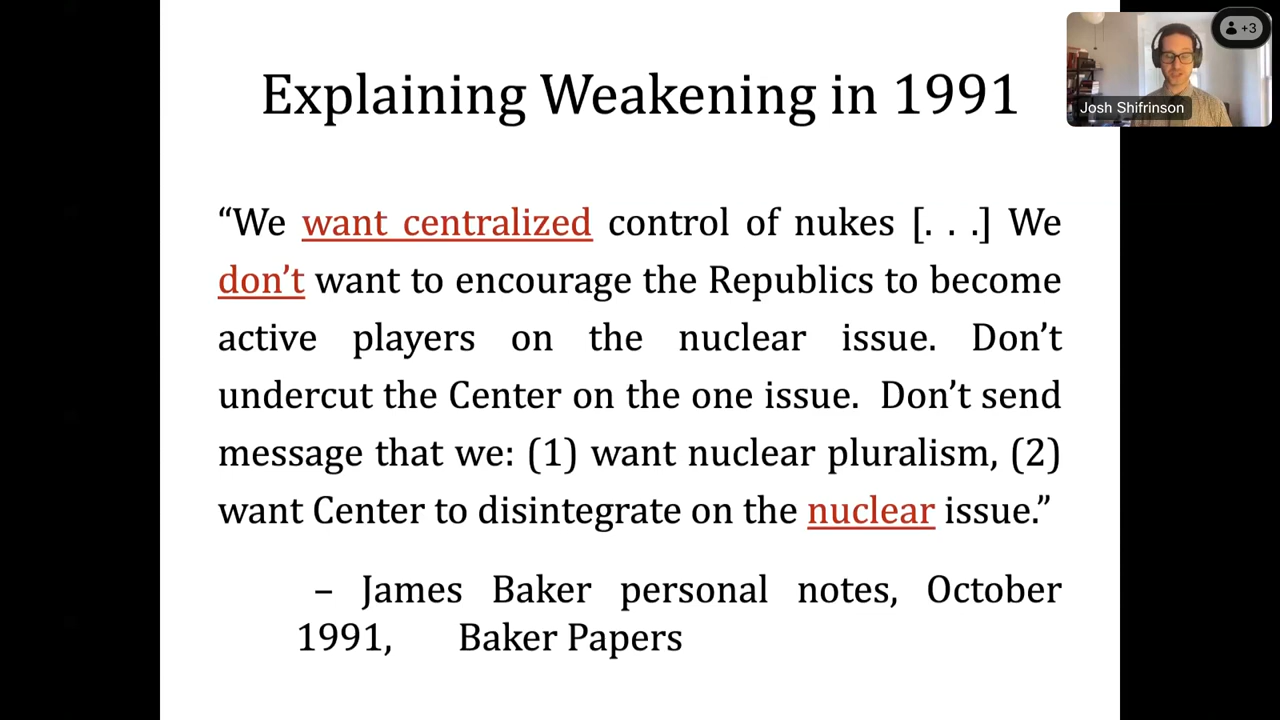 Explaining Weakening in 1991
+3
Josh Shifrinson
“We want centralized control of nukes [. . .] We
don’t want to encourage the Republics to become
active players on the nuclear issue. Don’t
undercut the Center on the one issue.  Don’t send
message that we: (1) want nuclear pluralism, (2)
want Center to disintegrate on the nuclear issue.”
– James Baker personal notes, October
1991, Baker Papers